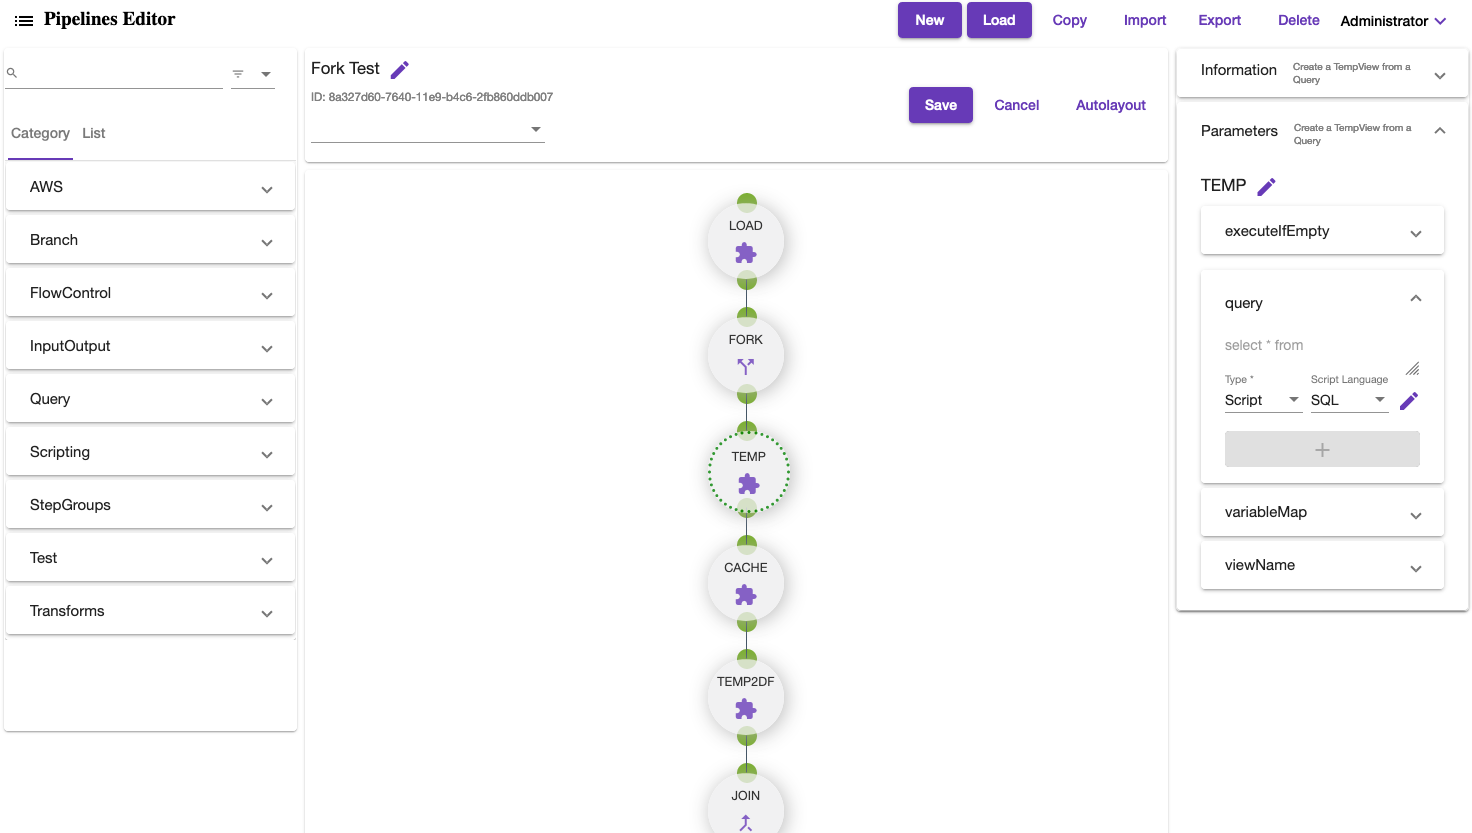 Pipelines Editor
New
Load
Copy
Import
Export
Delete
Administrator
Category
List
AWS
Branch
FlowControl
InputOutput
Query
Scripting
StepGroups
Test
Transforms
Fork Test
ID: 8a327d60-7640-11e9-b4c6-2fb860ddb007
Save
Cancel
Autolayout
LOAD
FORK
TEMP
CACHE
TEMP2DF
JOIN
Information
Create a TempView from a
Query
Parameters
Create a TempView from a
Query
TEMP
executeIfEmpty
query
select * from
Type *
Script Language
Script
SQL
variableMap
viewName